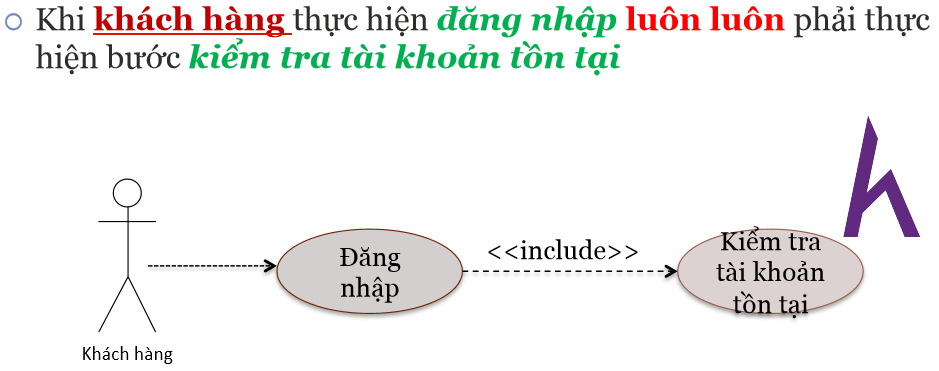 Khi khách hàng thực hiện đăng nhập luôn luôn phải thực
hiện bước kiểm tra tài khoản tồn tại
Đăng
nhập
<<include>>
Kiểm tra
tài khoản
tồn tại
Khách hàng